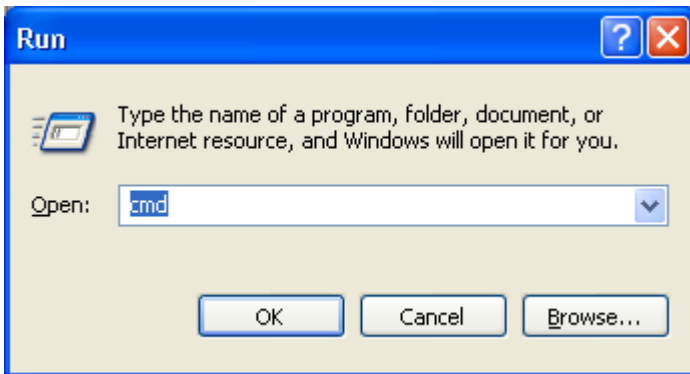 Run
Type the name of a program, folder, document, or
Internet resource, and Windows will open it for you.
Open: cmd
OK Cancel Browse...